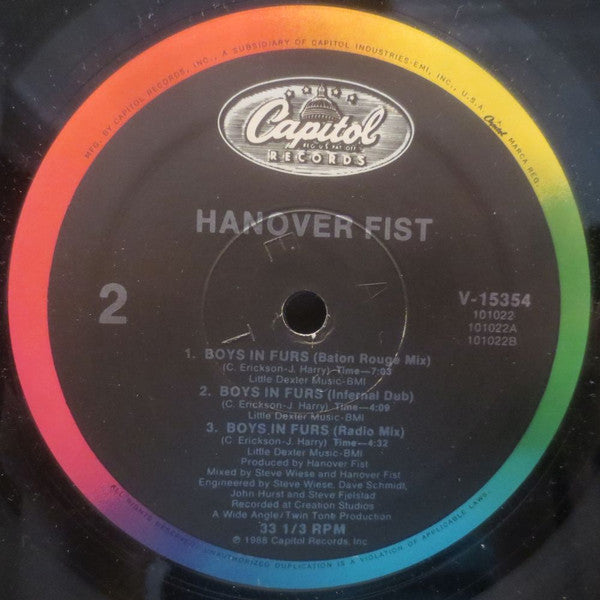 MFG. BY CAPITOL RECORDS, INC., A SUBSIDIARY OF CAPITOL INDUSTRIES-EMI, INC., U.S.A. Capitol MARCA REG.
Capitol
REG. U.S. PAT. OFF.
RECORDS
HANOVER FIST
2
V-15354
101022
101022A
101022B
1. BOYS IN FURS (Baton Rouge Mix)
(C. Erickson-J. Harry) Time—7:03
Little Dexter Music-BMI
2. BOYS IN FURS (Infernal Dub)
(C. Erickson-J. Harry) Time—4:09
Little Dexter Music-BMI
3. BOYS IN FURS (Radio Mix)
(C. Erickson-J. Harry) Time—4:32
Little Dexter Music-BMI
Produced by Hanover Fist
Mixed by Steve Wiese and Hanover Fist
Engineered by Steve Wiese, Dave Schmidt,
John Hurst and Steve Fjelstad
Recorded at Creation Studios
A Wide Angle/Twin Tone Production
33 1/3 RPM
℗ 1988 Capitol Records, Inc.
ALL RIGHTS RESERVED. UNAUTHORIZED DUPLICATION IS A VIOLATION OF APPLICABLE LAWS.